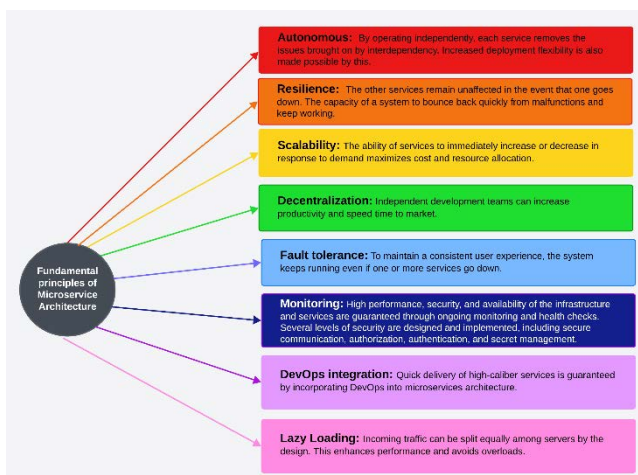 Autonomous: By operating independently, each service removes the
issues brought on by interdependency. Increased deployment flexibility is also
made possible by this.
Resilience: The other services remain unaffected in the event that one goes
down. The capacity of a system to bounce back quickly from malfunctions and
keep working.
Scalability: The ability of services to immediately increase or decrease in
response to demand maximizes cost and resource allocation.
Decentralization: Independent development teams can increase
productivity and speed time to market.
Fundamental
principles of
Microservice
Architecture
Fault tolerance: To maintain a consistent user experience, the system
keeps running even if one or more services go down.
Monitoring: High performance, security, and availability of the infrastructure
and services are guaranteed through ongoing monitoring and health checks.
Several levels of security are designed and implemented, including secure
communication, authorization, authentication, and secret management.
DevOps integration: Quick delivery of high-caliber services is guaranteed
by incorporating DevOps into microservices architecture.
Lazy Loading: Incoming traffic can be split equally among servers by the
design. This enhances performance and avoids overloads.